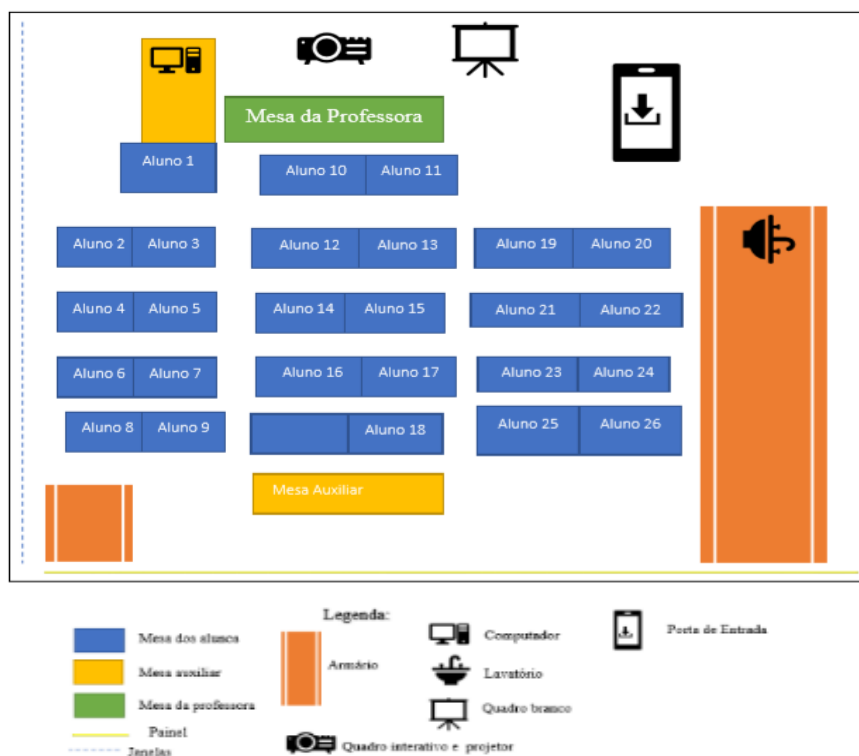 Mesa da Professora
Aluno 1
Aluno 10 Aluno 11
Aluno 2 Aluno 3 Aluno 12 Aluno 13 Aluno 19 Aluno 20
Aluno 4 Aluno 5 Aluno 14 Aluno 15 Aluno 21 Aluno 22
Aluno 6 Aluno 7 Aluno 16 Aluno 17 Aluno 23 Aluno 24
Aluno 8 Aluno 9 Aluno 18 Aluno 25 Aluno 26
Mesa Auxiliar
Legenda:
Mesa dos alunos Armário Computador Porta de Entrada
Mesa auxiliar Lavatório
Mesa da professora Quadro branco
Painel
Janelas Quadro interativo e projetor